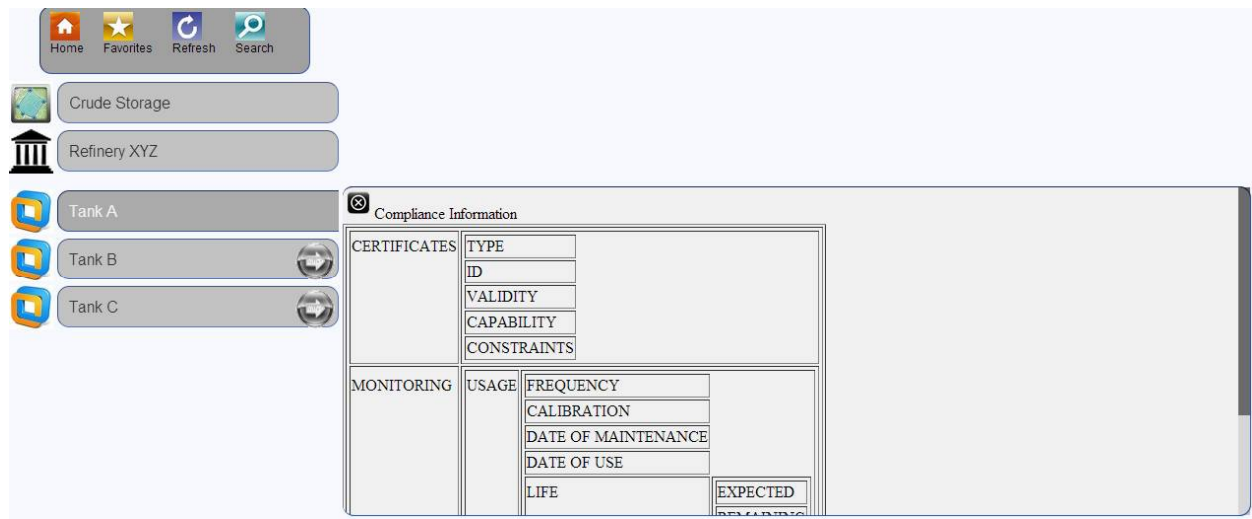 Home Favorites Refresh Search
Crude Storage
Refinery XYZ
Tank A
Tank B
Tank C
Compliance Information
CERTIFICATES TYPE
ID
VALIDITY
CAPABILITY
CONSTRAINTS
MONITORING USAGE FREQUENCY
CALIBRATION
DATE OF MAINTENANCE
DATE OF USE
LIFE EXPECTED
REMAINING